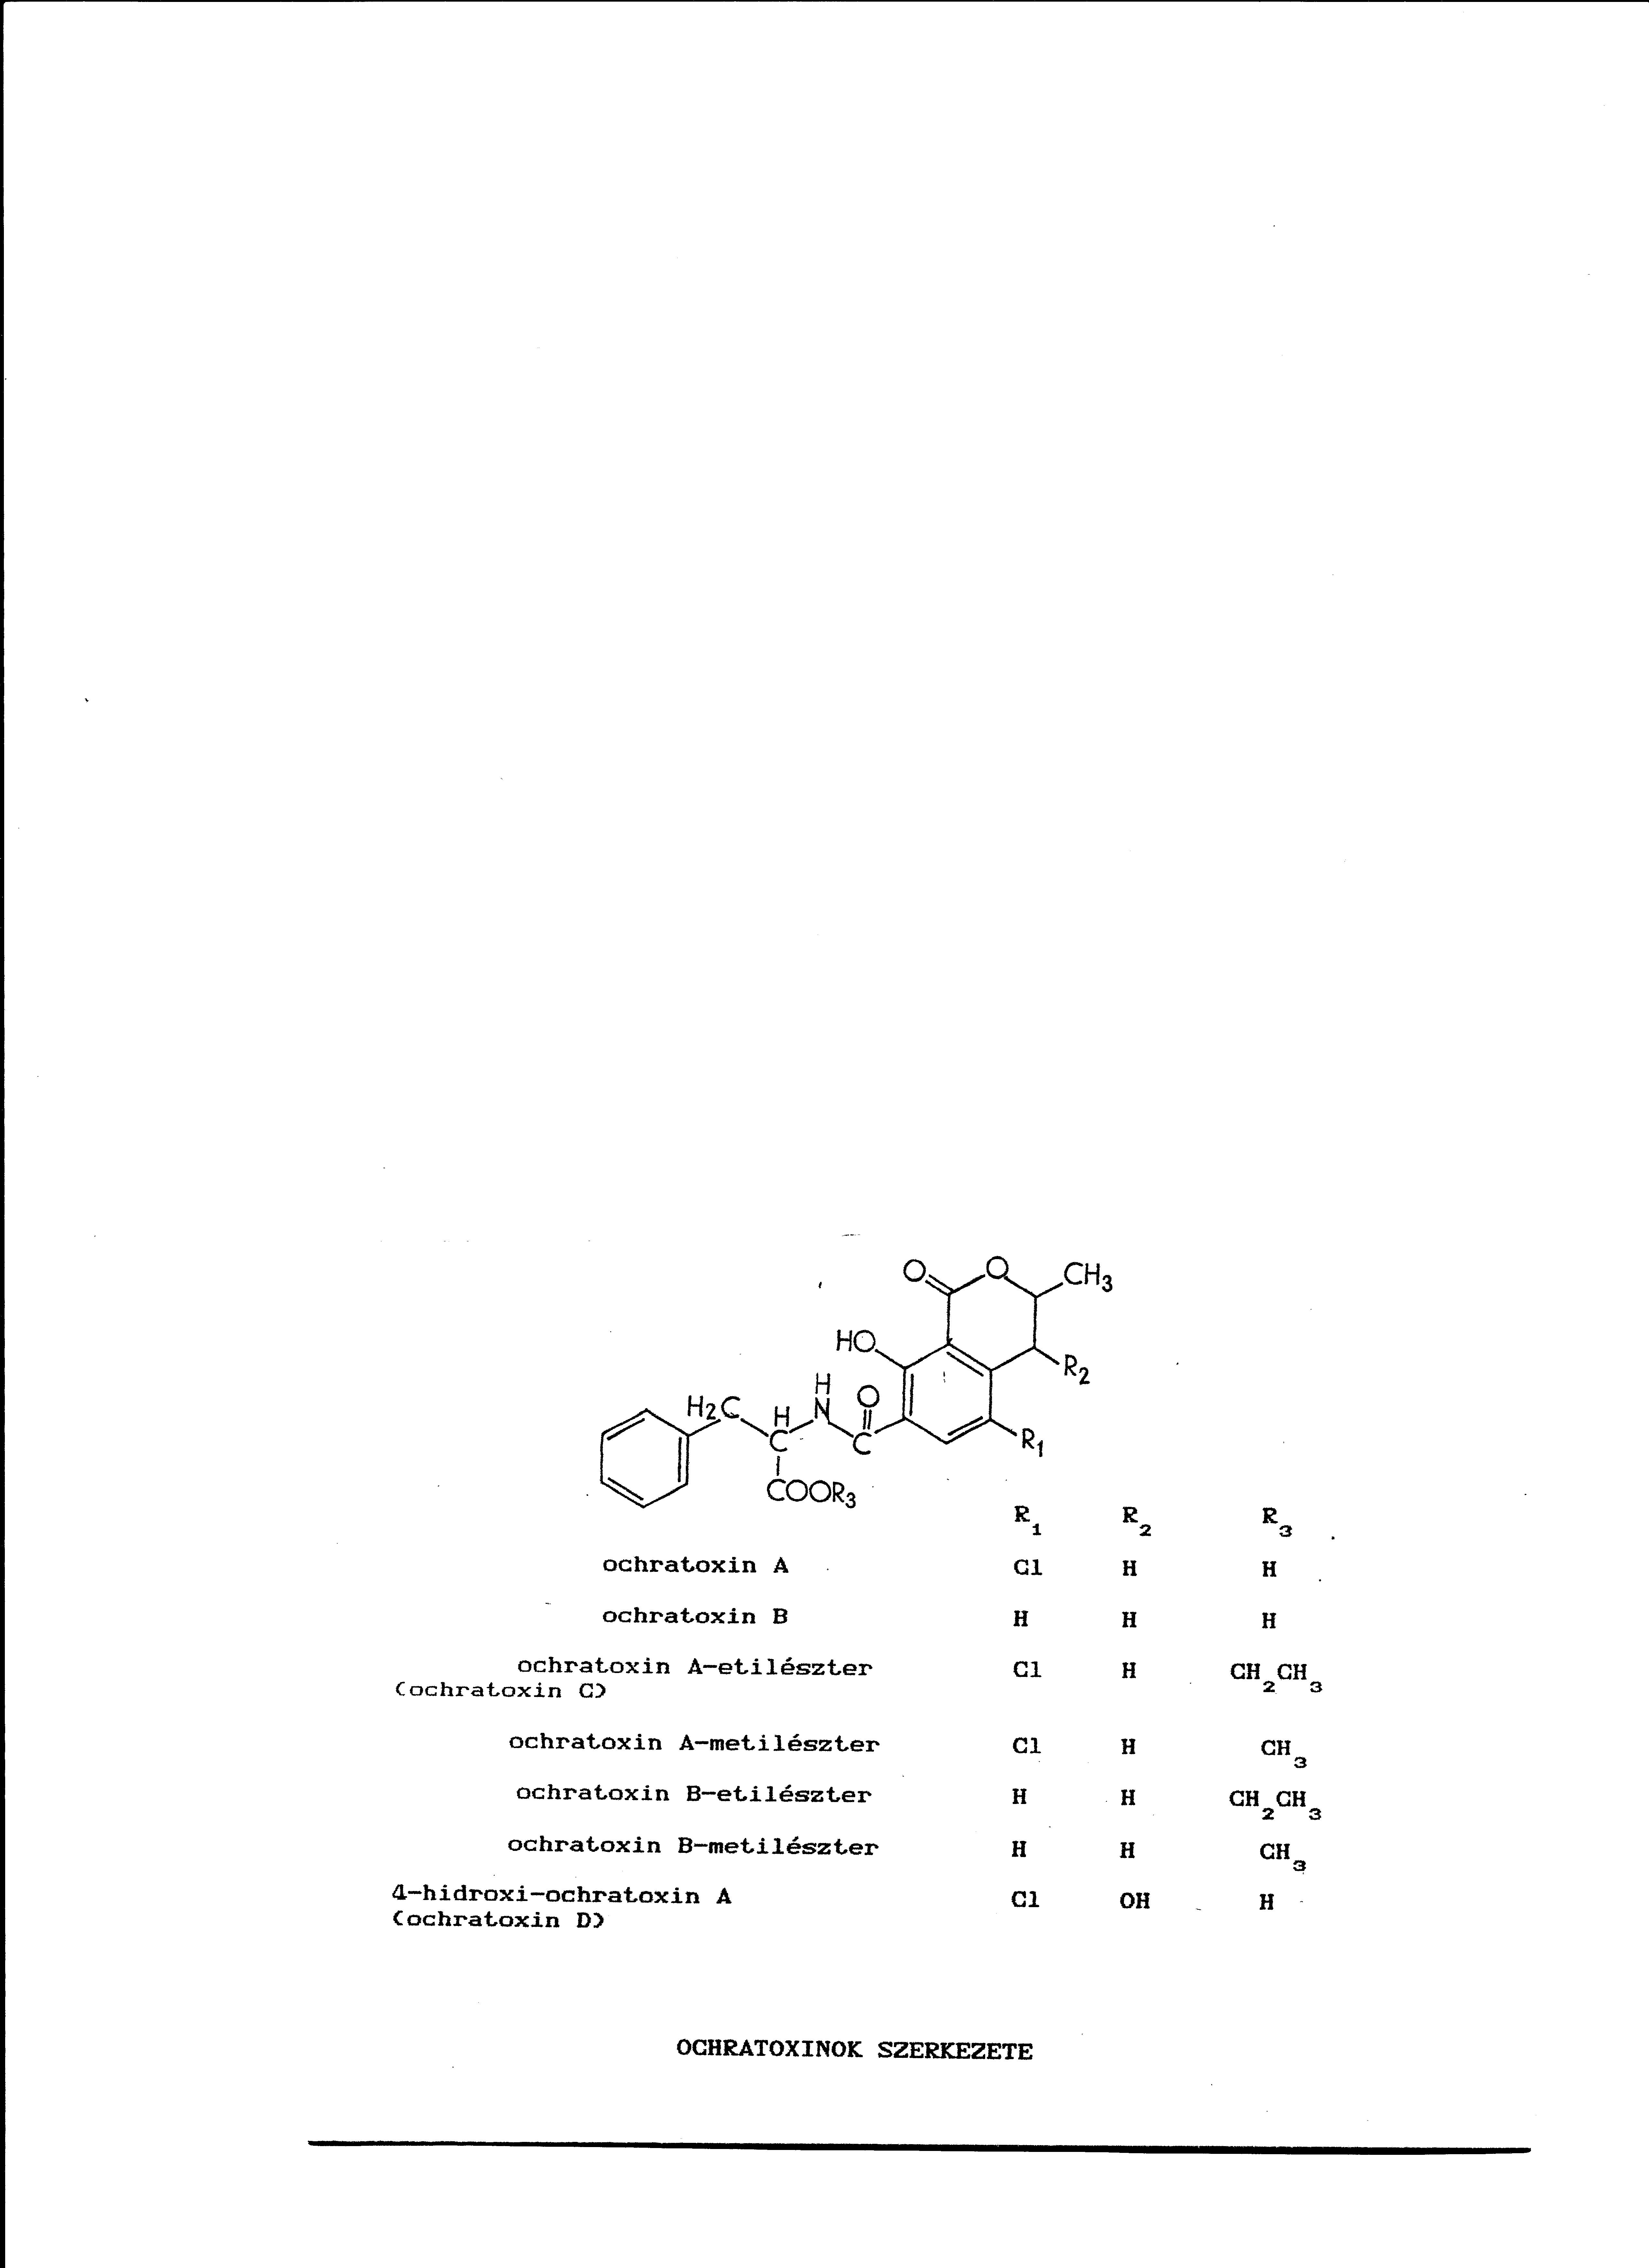 O O CH3
HO R2
H O
H2C H N
C C R1
COOR3
R1 R2 R3
ochratoxin A Cl H H
ochratoxin B H H H
ochratoxin A-etilészter Cl H CH2CH3
(ochratoxin C)
ochratoxin A-metilészter Cl H CH3
ochratoxin B-etilészter H H CH2CH3
ochratoxin B-metilészter H H CH3
4-hidroxi-ochratoxin A Cl OH H
(ochratoxin D)
OCHRATOXINOK SZERKEZETE